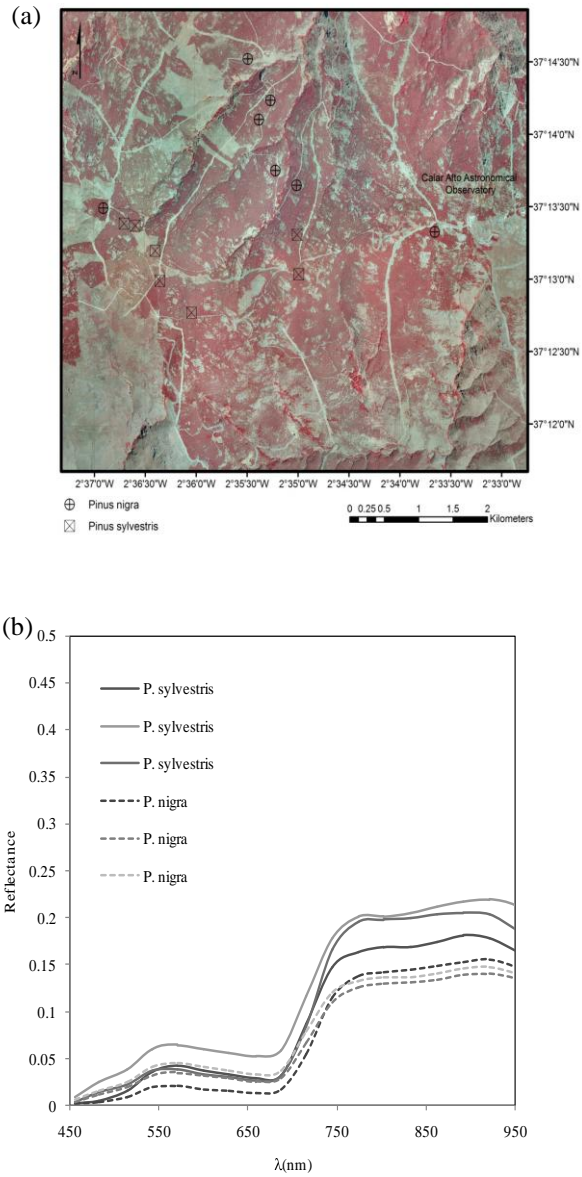 (a)
N
Calar Alto Astronomical
Observatory
37°14'30"N
37°14'0"N
37°13'30"N
37°13'0"N
37°12'30"N
37°12'0"N
2°37'0"W 2°36'30"W 2°36'0"W 2°35'30"W 2°35'0"W 2°34'30"W 2°34'0"W 2°33'30"W 2°33'0"W
Pinus nigra
Pinus sylvestris
0 0.25 0.5 1 1.5 2
Kilometers
(b)
0.5
0.45
0.4
0.35
0.3
0.25
0.2
0.15
0.1
0.05
0
Reflectance
P. sylvestris
P. sylvestris
P. sylvestris
P. nigra
P. nigra
P. nigra
450 550 650 750 850 950
λ(nm)